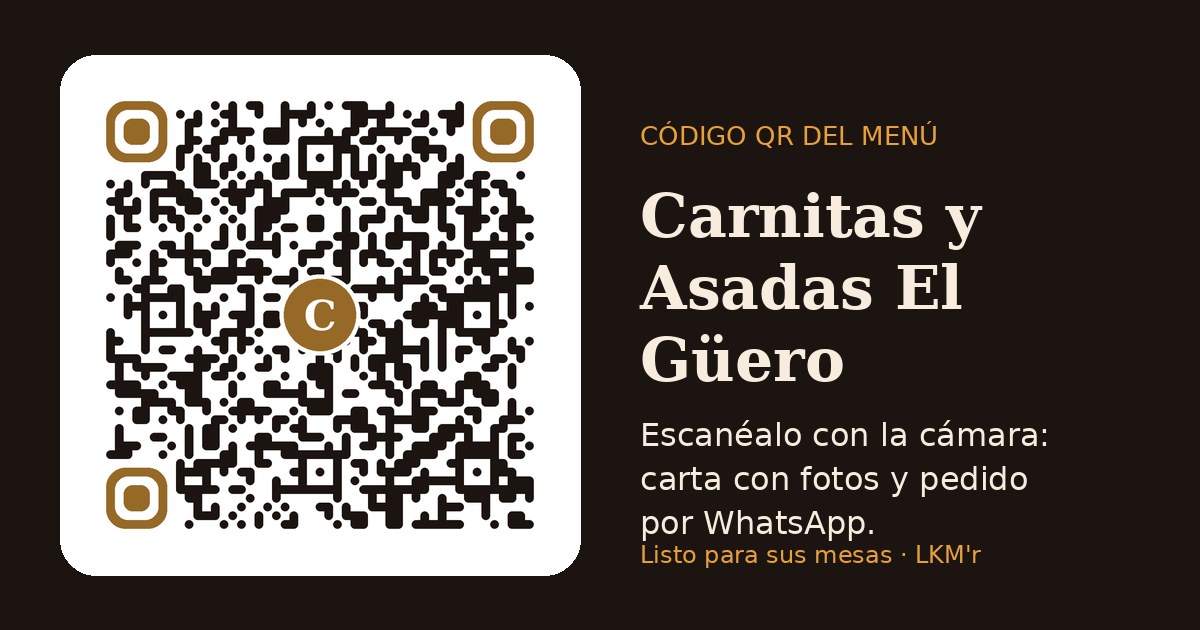 CÓDIGO QR DEL MENÚ
Carnitas y
Asadas El
Güero
Escanéalo con la cámara:
carta con fotos y pedido
por WhatsApp.
Listo para sus mesas · LKM'r
C